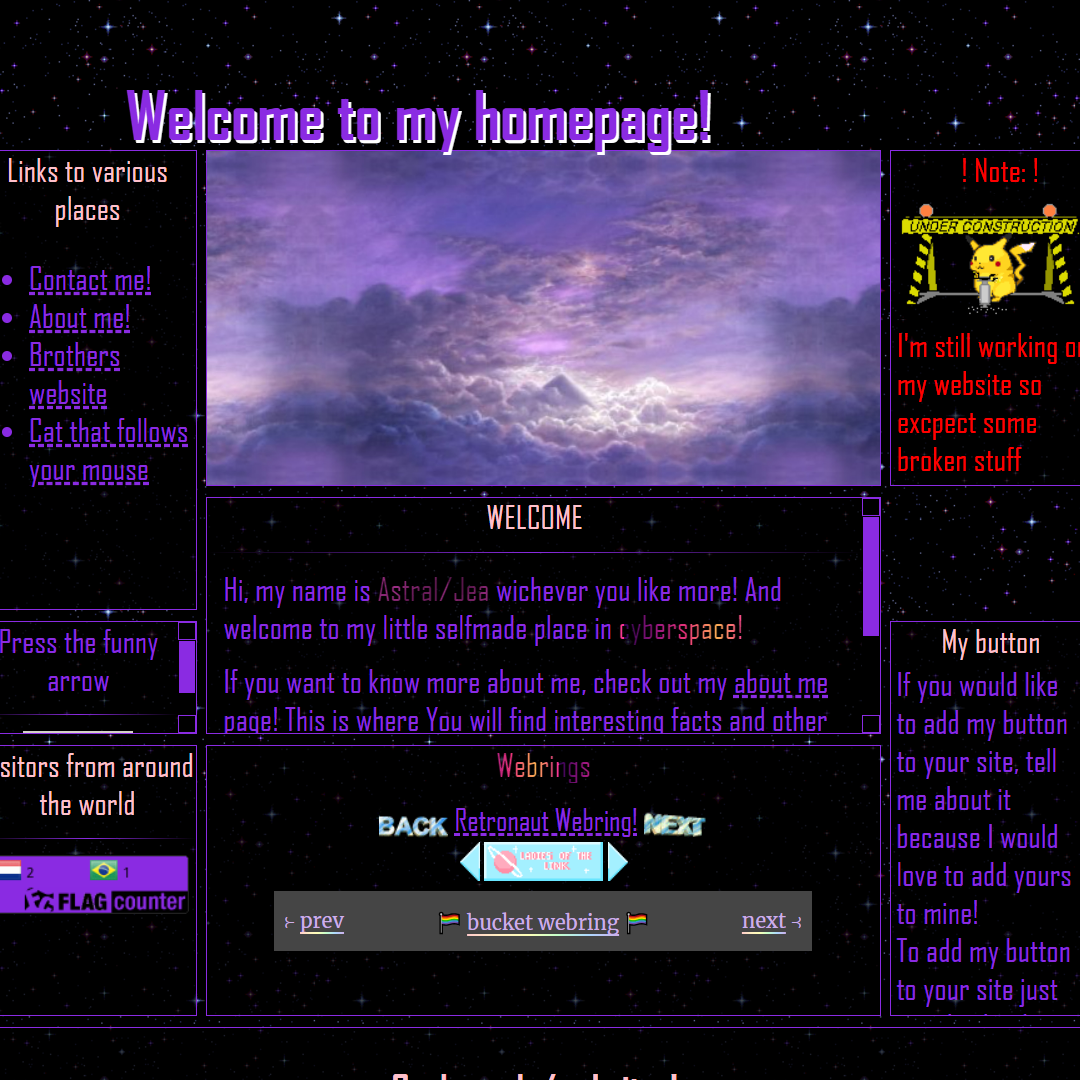 Welcome to my homepage!
Links to various
places
Contact me!
About me!
Brothers
website
Cat that follows
your mouse
! Note: !
UNDER CONSTRUCTION
I'm still working
my website so
excpect some
broken stuff
WELCOME
Hi, my name is Astral/Jea wichever you like more! And
welcome to my little selfmade place in cyberspace!
If you want to know more about me, check out my about me
page! This is where You will find interesting facts and other
Press the funny
arrow
from around
the world
2 1
FLAG counter
Webrings
BACK Retronaut Webring! NEXT
LADIES OF THE
LINK
prev bucket webring next
My button
If you would like
to add my button
to your site, tell
me about it
because I would
love to add yours
to mine!
To add my button
to your site just